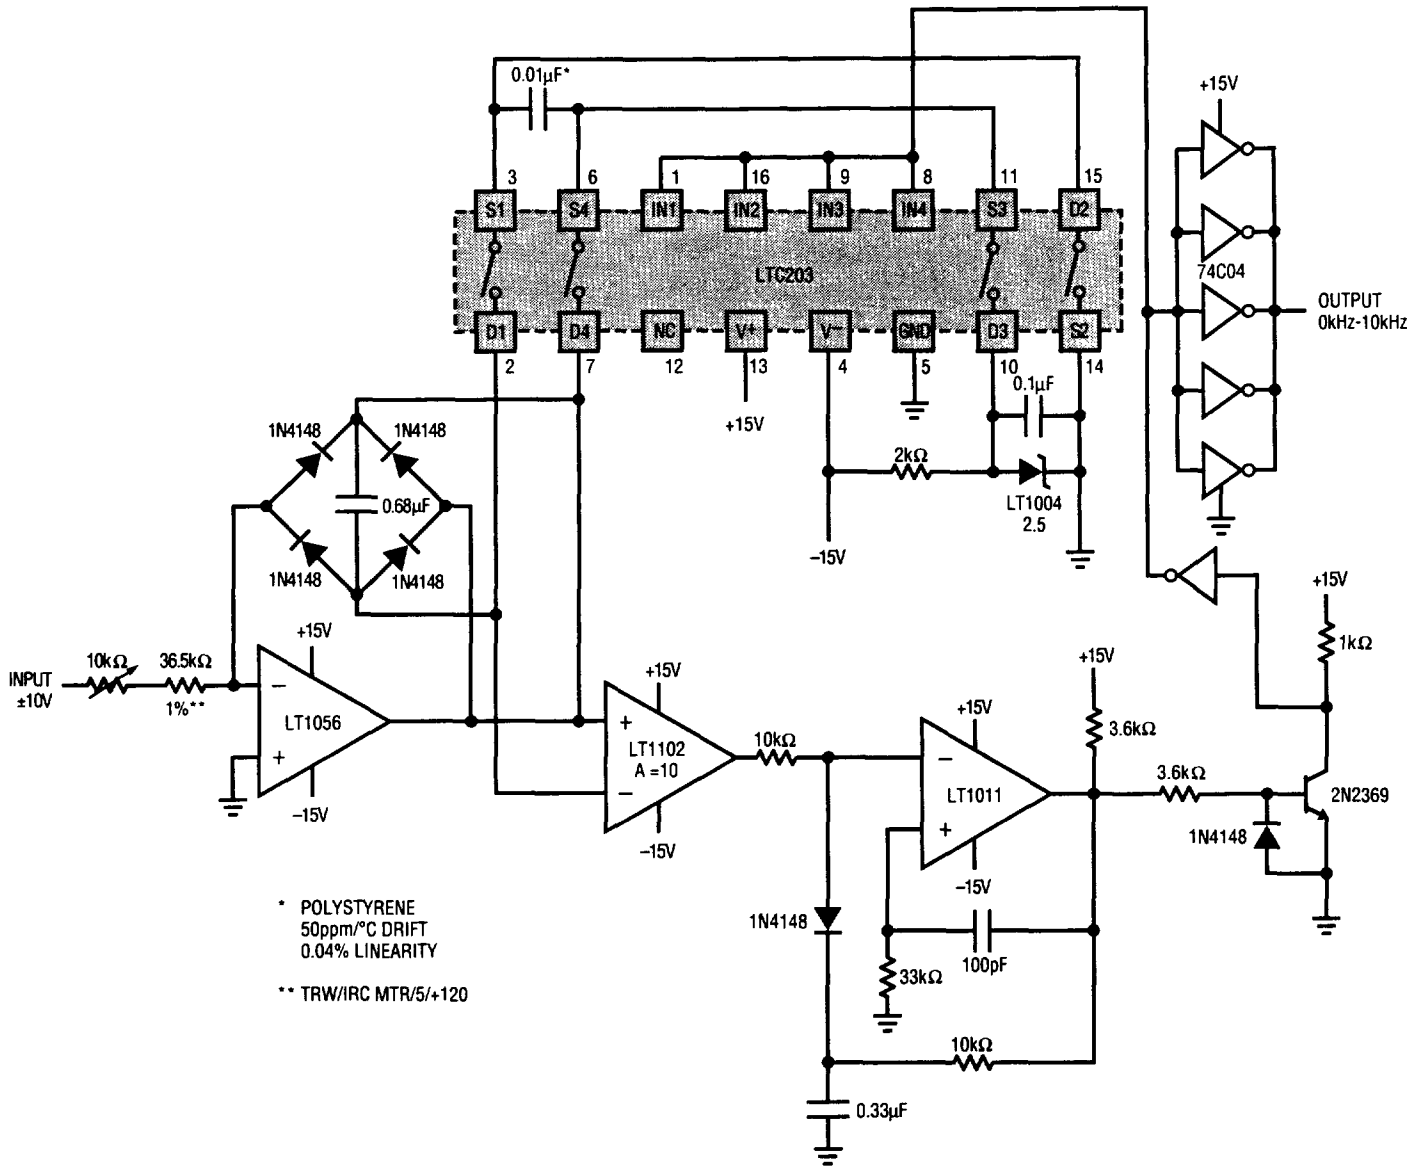 0.01µF*
+15V
3
6
1
16
9
8
11
15
S1
S4
IN1
IN2
IN3
IN4
S3
D2
74C04
LTC203
OUTPUT
0kHz-10kHz
D1
D4
NC
V+
V–
GND
D3
S2
2
7
12
13
4
5
10
14
0.1µF
+15V
1N4148
1N4148
2kΩ
0.68µF
LT1004
2.5
–15V
1N4148
1N4148
+15V
1kΩ
INPUT
±10V
10kΩ
36.5kΩ
1%**
+15V
–
LT1056
+
–15V
+15V
+
LT1102
A =10
–
–15V
10kΩ
+15V
–
LT1011
+
–15V
+15V
3.6kΩ
3.6kΩ
2N2369
1N4148
* POLYSTYRENE
50ppm/°C DRIFT
0.04% LINEARITY
** TRW/IRC MTR/5/+120
1N4148
100pF
33kΩ
10kΩ
0.33µF